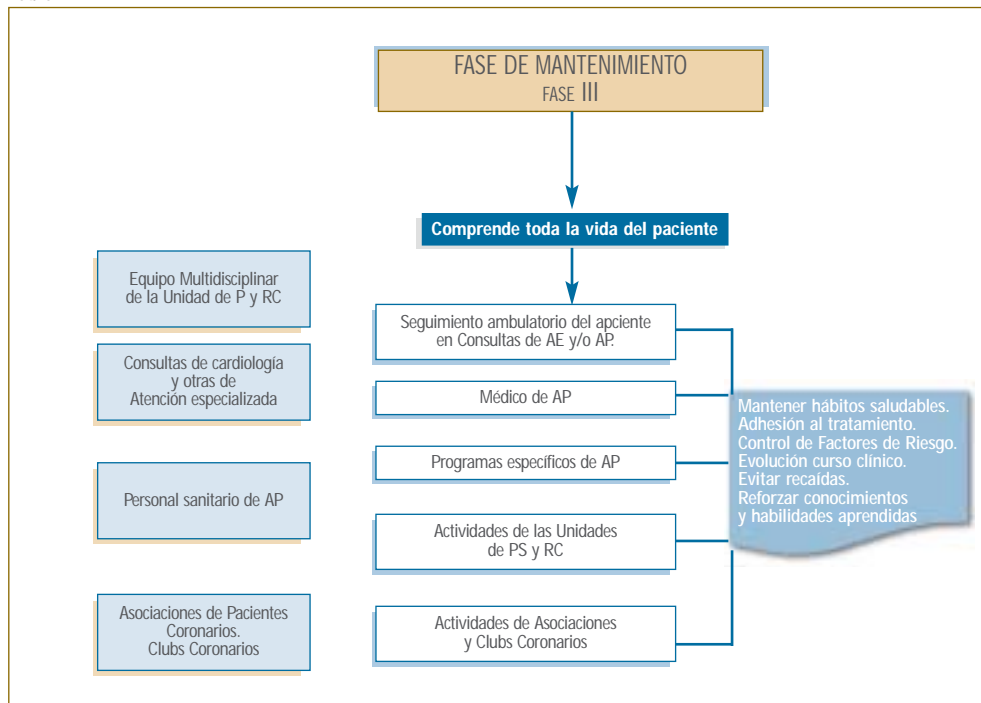 FASE DE MANTENIMIENTO
FASE III
Comprende toda la vida del paciente
Equipo Multidisciplinar
de la Unidad de P y RC
Consultas de cardiología
y otras de
Atención especializada
Personal sanitario de AP
Asociaciones de Pacientes
Coronarios.
Clubs Coronarios
Seguimiento ambulatorio del apciente
en Consultas de AE y/o AP.
Médico de AP
Programas específicos de AP
Actividades de las Unidades
de PS y RC
Actividades de Asociaciones
y Clubs Coronarios
Mantener hábitos saludables.
Adhesión al tratamiento.
Control de Factores de Riesgo.
Evolución curso clínico.
Evitar recaídas.
Reforzar conocimientos
y habilidades aprendidas